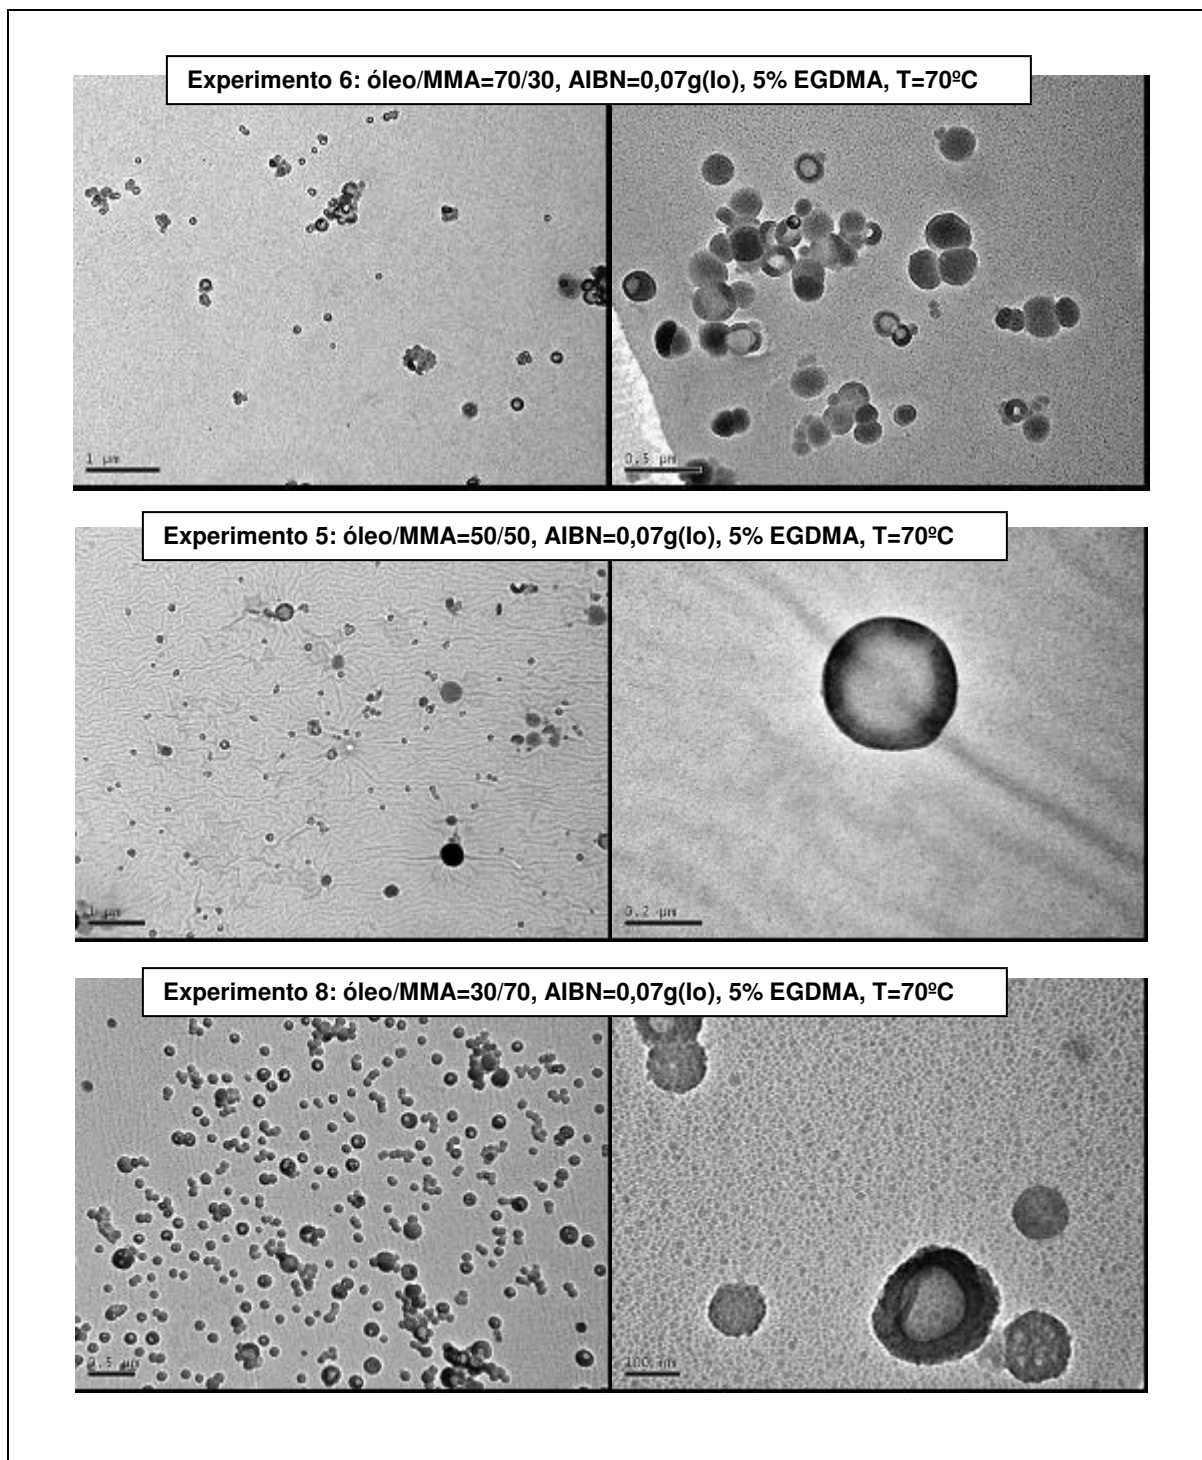 Experimento 6: óleo/MMA=70/30, AIBN=0,07g(Io), 5% EGDMA, T=70ºC
1 µm
0.5 µm
Experimento 5: óleo/MMA=50/50, AIBN=0,07g(Io), 5% EGDMA, T=70ºC
1 µm
0.2 µm
Experimento 8: óleo/MMA=30/70, AIBN=0,07g(Io), 5% EGDMA, T=70ºC
0.5 µm
100 nm